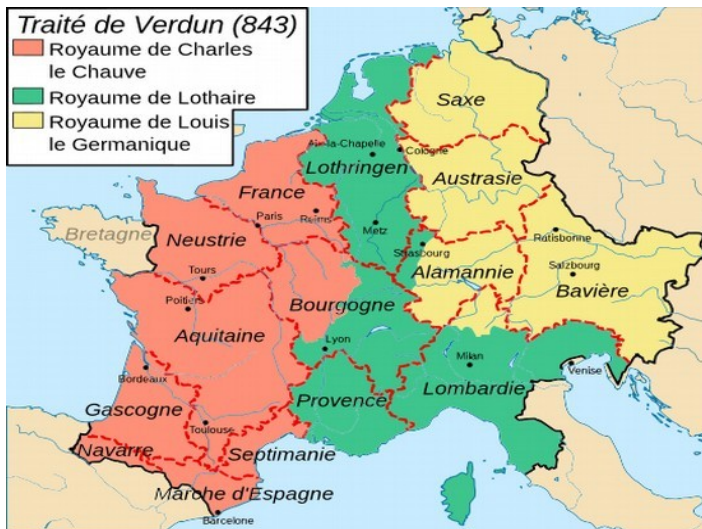 Traité de Verdun (843)
Royaume de Charles
le Chauve
Royaume de Lothaire
Royaume de Louis
le Germanique
Saxe
Aix-la-Chapelle
Cologne
Lothringen
Austrasie
France
Reims
Paris
Metz
Bretagne
Neustrie
Strasbourg
Ratisbonne
Tours
Alamannie
Salzbourg
Bavière
Poitiers
Bourgogne
Aquitaine
Lyon
Milan
Venise
Bordeaux
Lombardie
Provence
Gascogne
Toulouse
Navarre
Septimanie
Marche d'Espagne
Barcelone